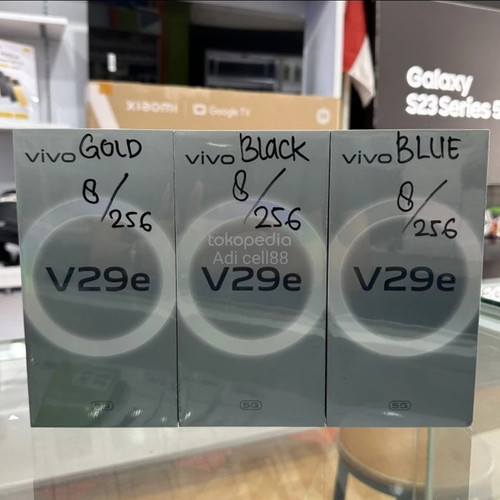 XIAOMI Google TV
Galaxy
S23 Series 5
vivo GOLD
8/256
V29e
5G
vivo Black
8/256
tokopedia
Adi cell88
V29e
5G
vivo BLUE
8/256
V29e
5G